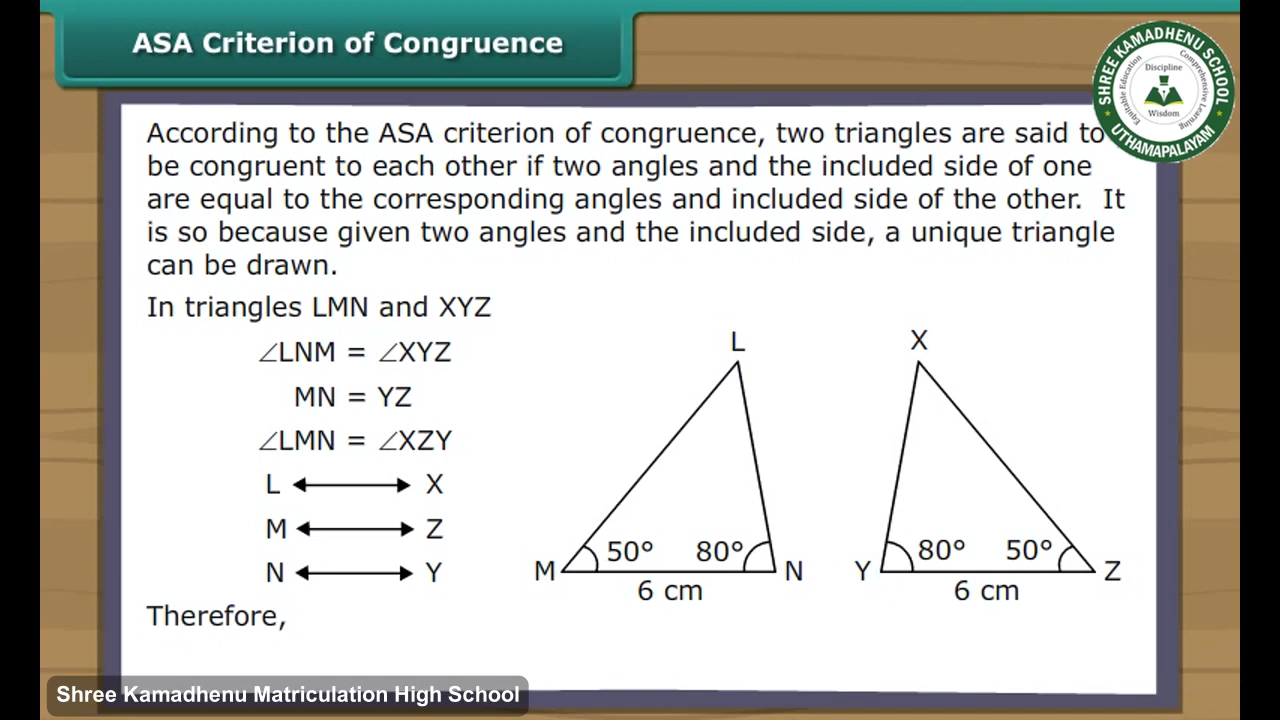 ASA Criterion of Congruence
SHREE KAMADHENU SCHOOL
Discipline
Equitable Education
Comprehensive Learning
Wisdom
UTHAMAPALAYAM
According to the ASA criterion of congruence, two triangles are said to
be congruent to each other if two angles and the included side of one
are equal to the corresponding angles and included side of the other. It
is so because given two angles and the included side, a unique triangle
can be drawn.
In triangles LMN and XYZ
∠LNM = ∠XYZ
MN = YZ
∠LMN = ∠XZY
L ⟷ X
M ⟷ Z
N ⟷ Y
Therefore,
L
M 50° 80° N
6 cm
X
Y 80° 50° Z
6 cm
Shree Kamadhenu Matriculation High School